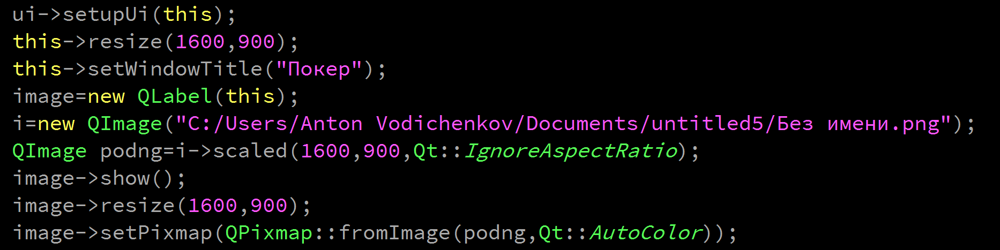 ui->setupUi(this);
this->resize(1600,900);
this->setWindowTitle("Покер");
image=new QLabel(this);
i=new QImage("C:/Users/Anton Vodichenkov/Documents/untitled5/Без имени.png");
QImage podng=i->scaled(1600,900,Qt::IgnoreAspectRatio);
image->show();
image->resize(1600,900);
image->setPixmap(QPixmap::fromImage(podng,Qt::AutoColor));